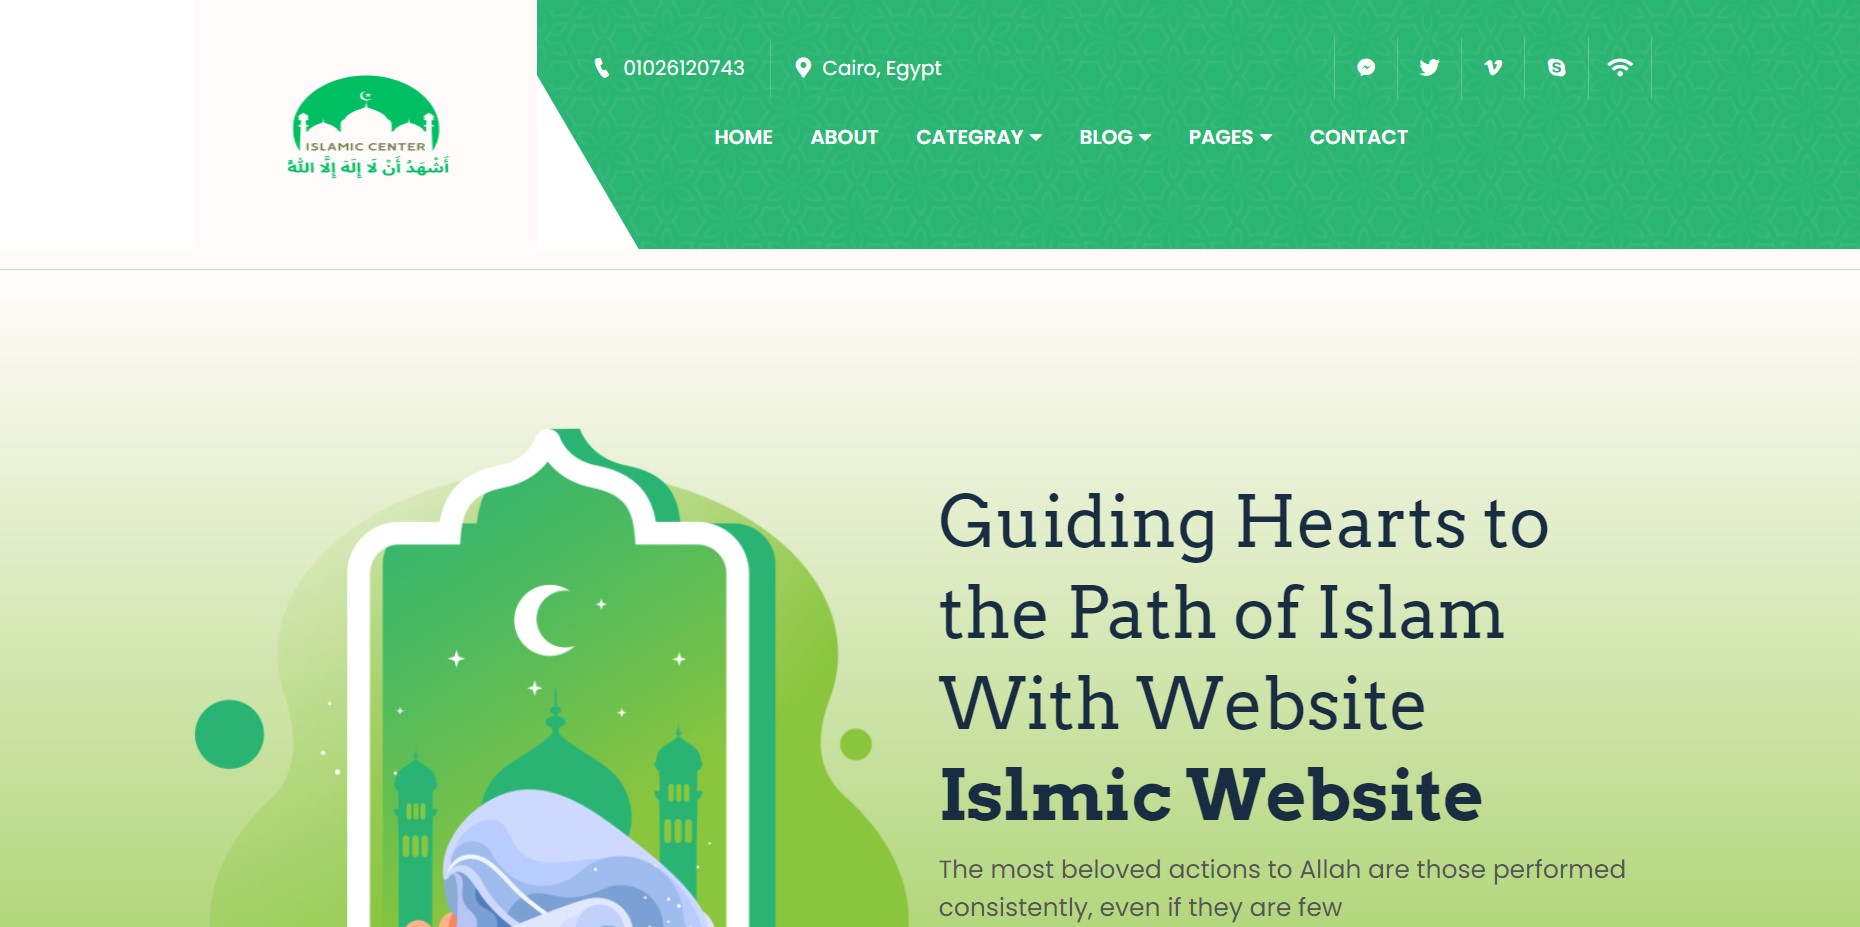 01026120743
Cairo, Egypt
ISLAMIC CENTER
أَشْهَدُ أَنْ لَا إِلَهَ إِلَّا اللَّهُ
HOME
ABOUT
CATEGRAY
BLOG
PAGES
CONTACT
Guiding Hearts to
the Path of Islam
With Website
Islmic Website
The most beloved actions to Allah are those performed
consistently, even if they are few